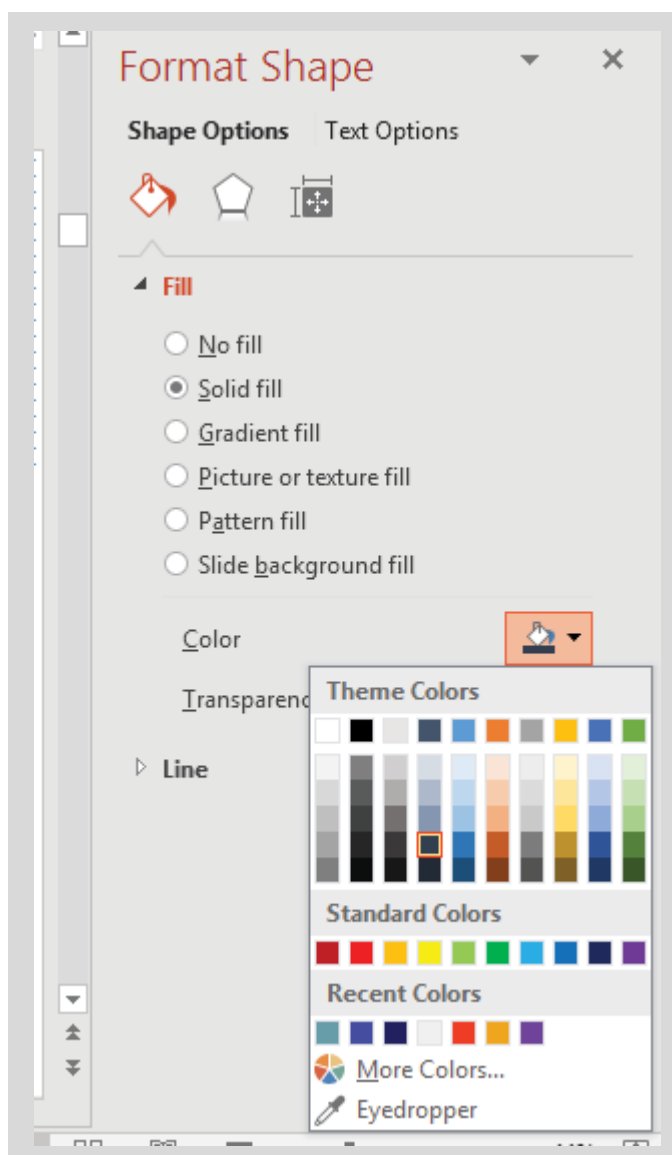 Format Shape
Shape Options Text Options
Fill
No fill
Solid fill
Gradient fill
Picture or texture fill
Pattern fill
Slide background fill
Color
Transparenc
Line
Theme Colors
Standard Colors
Recent Colors
More Colors...
Eyedropper